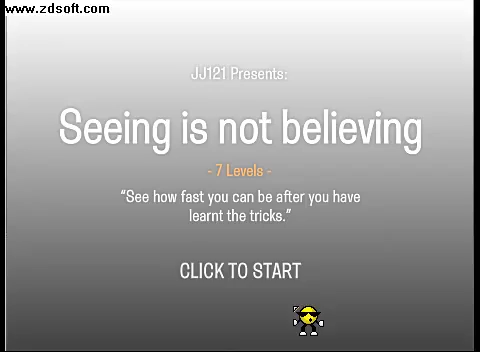 www.zdsoft.com
JJ121 Presents:
Seeing is not believing
- 7 Levels -
“See how fast you can be after you have
learnt the tricks.”
CLICK TO START